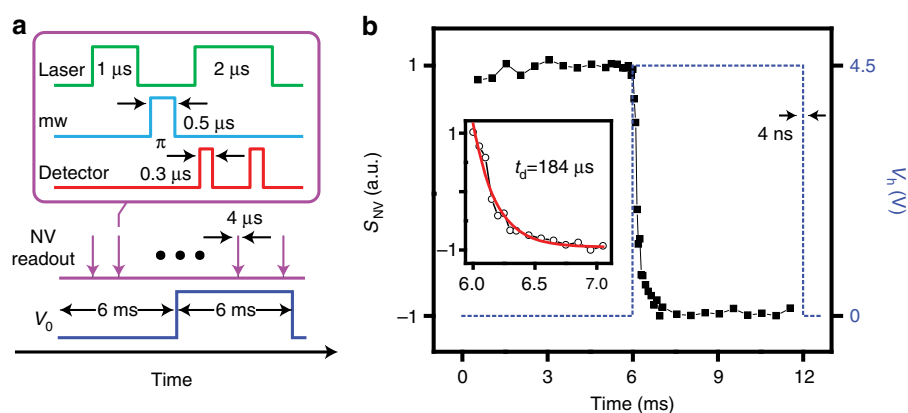 a
Laser
1 μs
2 μs
mw
0.5 μs
π
Detector
0.3 μs
4 μs
NV
readout
6 ms
6 ms
V0
Time
b
1
4.5
4 ns
1
td=184 μs
SNV (a.u.)
Vh (V)
−1
6.0
6.5
7.0
−1
0
0
3
6
9
12
Time (ms)